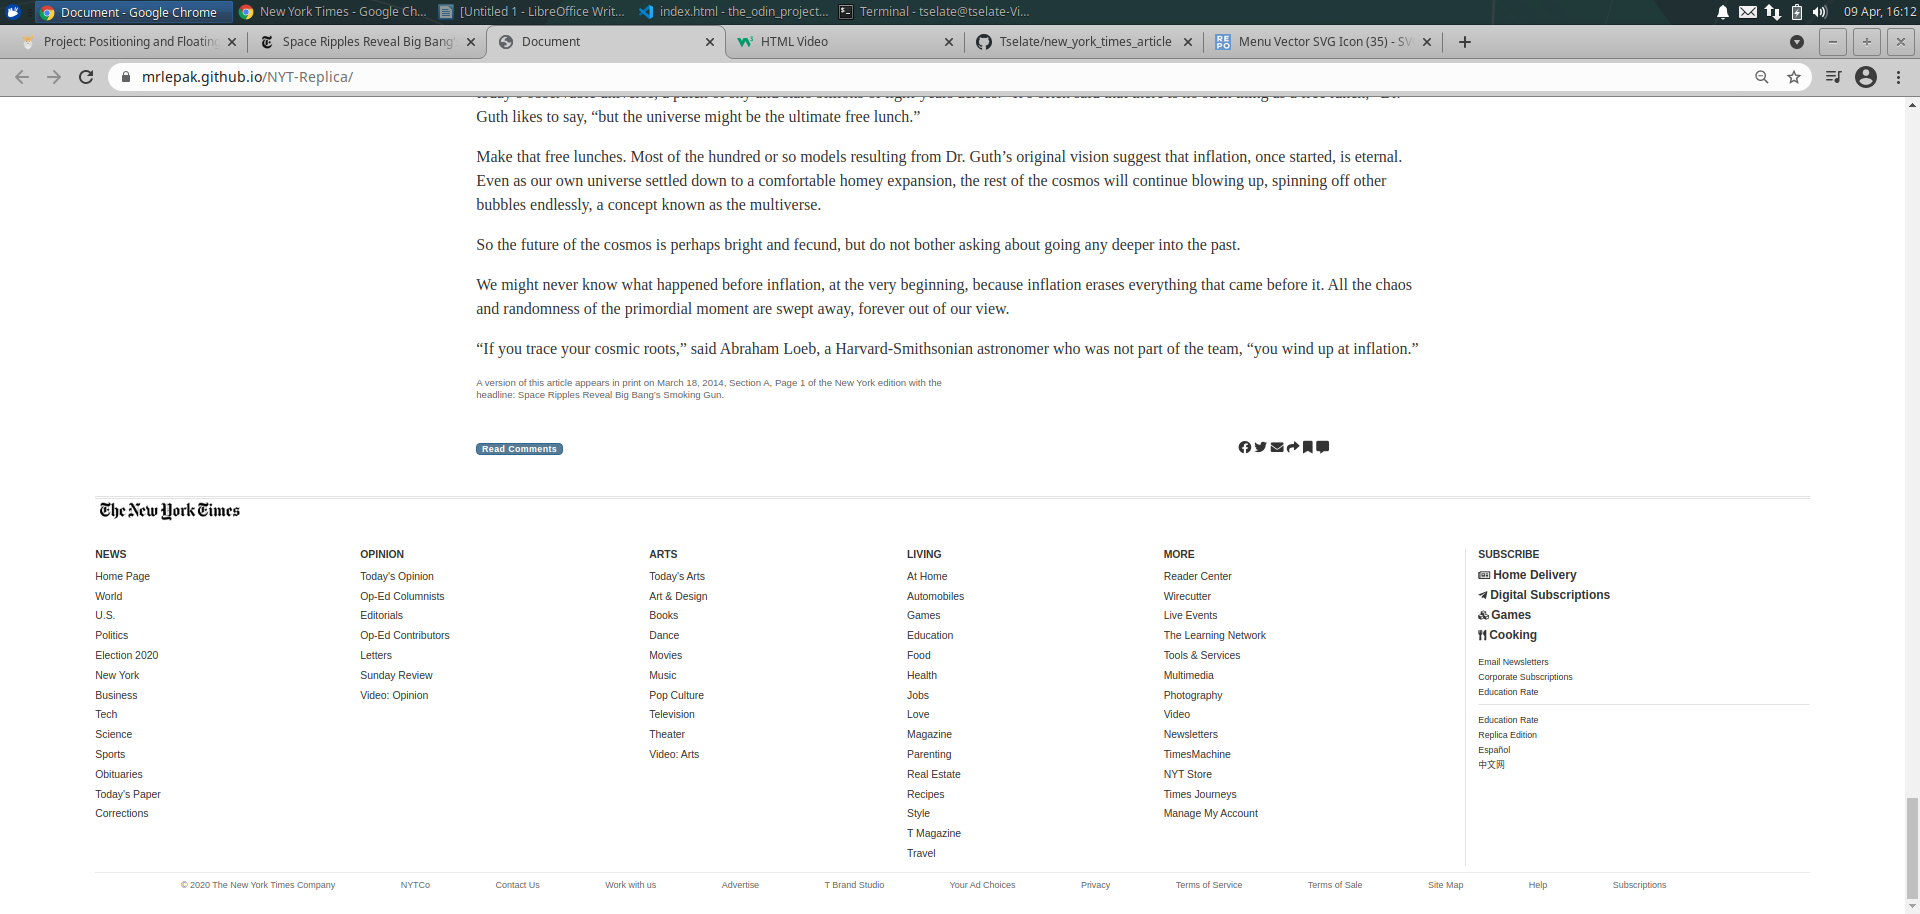 Document - Google Chrome
New York Times - Google Ch...
[Untitled 1 - LibreOffice Writ...
index.html - the_odin_project...
Terminal - tselate@tselate-Vi...
09 Apr, 16:12
Project: Positioning and Floating
Space Ripples Reveal Big Bang'
Document
HTML Video
Tselate/new_york_times_article
Menu Vector SVG Icon (35) - SV
mrlepak.github.io/NYT-Replica/
Guth likes to say, “but the universe might be the ultimate free lunch.”
Make that free lunches. Most of the hundred or so models resulting from Dr. Guth’s original vision suggest that inflation, once started, is eternal.
Even as our own universe settled down to a comfortable homey expansion, the rest of the cosmos will continue blowing up, spinning off other
bubbles endlessly, a concept known as the multiverse.
So the future of the cosmos is perhaps bright and fecund, but do not bother asking about going any deeper into the past.
We might never know what happened before inflation, at the very beginning, because inflation erases everything that came before it. All the chaos
and randomness of the primordial moment are swept away, forever out of our view.
“If you trace your cosmic roots,” said Abraham Loeb, a Harvard-Smithsonian astronomer who was not part of the team, “you wind up at inflation.”
A version of this article appears in print on March 18, 2014, Section A, Page 1 of the New York edition with the
headline: Space Ripples Reveal Big Bang's Smoking Gun.
Read Comments
The New York Times
NEWS
Home Page
World
U.S.
Politics
Election 2020
New York
Business
Tech
Science
Sports
Obituaries
Today's Paper
Corrections
OPINION
Today's Opinion
Op-Ed Columnists
Editorials
Op-Ed Contributors
Letters
Sunday Review
Video: Opinion
ARTS
Today's Arts
Art & Design
Books
Dance
Movies
Music
Pop Culture
Television
Theater
Video: Arts
LIVING
At Home
Automobiles
Games
Education
Food
Health
Jobs
Love
Magazine
Parenting
Real Estate
Recipes
Style
T Magazine
Travel
MORE
Reader Center
Wirecutter
Live Events
The Learning Network
Tools & Services
Multimedia
Photography
Video
Newsletters
TimesMachine
NYT Store
Times Journeys
Manage My Account
SUBSCRIBE
Home Delivery
Digital Subscriptions
Games
Cooking
Email Newsletters
Corporate Subscriptions
Education Rate
Education Rate
Replica Edition
Español
中文网
© 2020 The New York Times Company
NYTCo
Contact Us
Work with us
Advertise
T Brand Studio
Your Ad Choices
Privacy
Terms of Service
Terms of Sale
Site Map
Help
Subscriptions